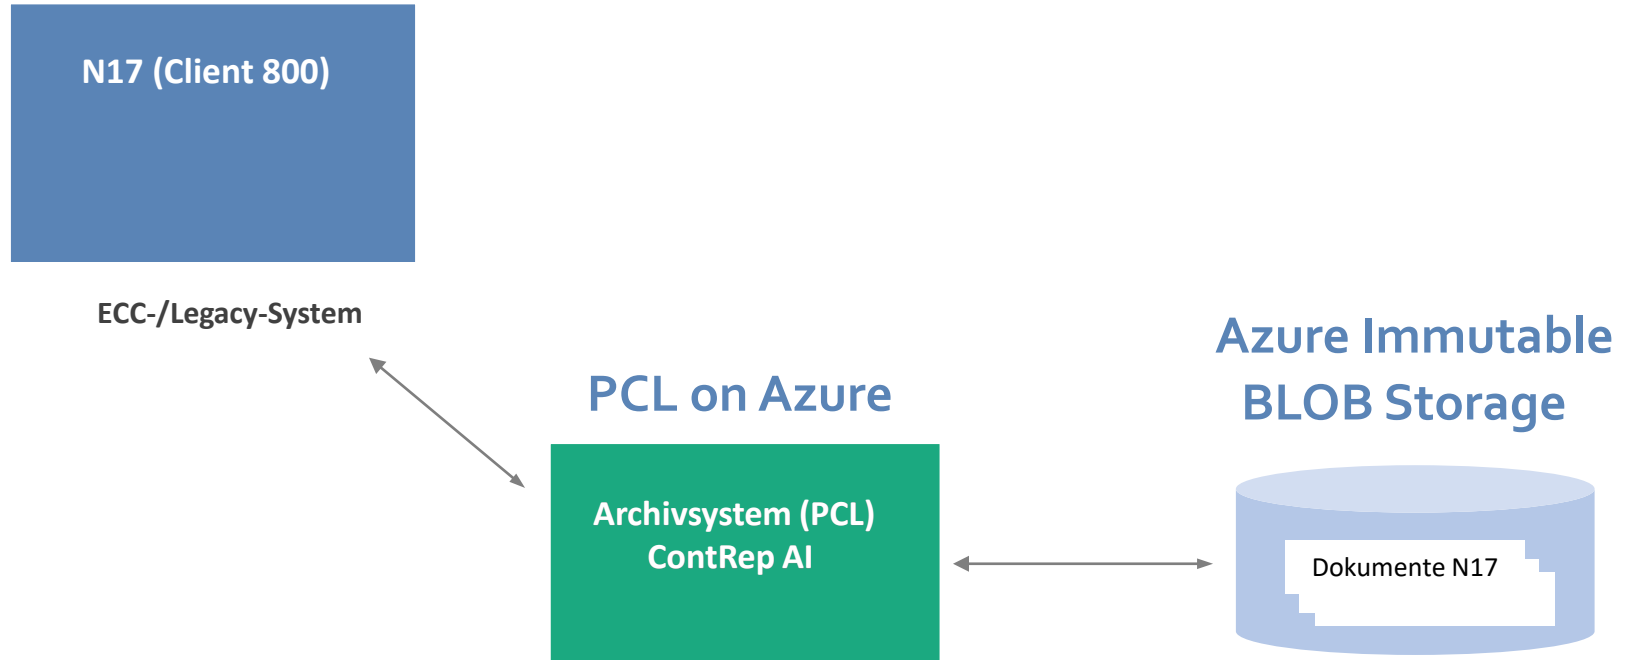 N17 (Client 800)
ECC-/Legacy-System
PCL on Azure
Archivsystem (PCL)
ContRep AI
Azure Immutable
BLOB Storage
Dokumente N17